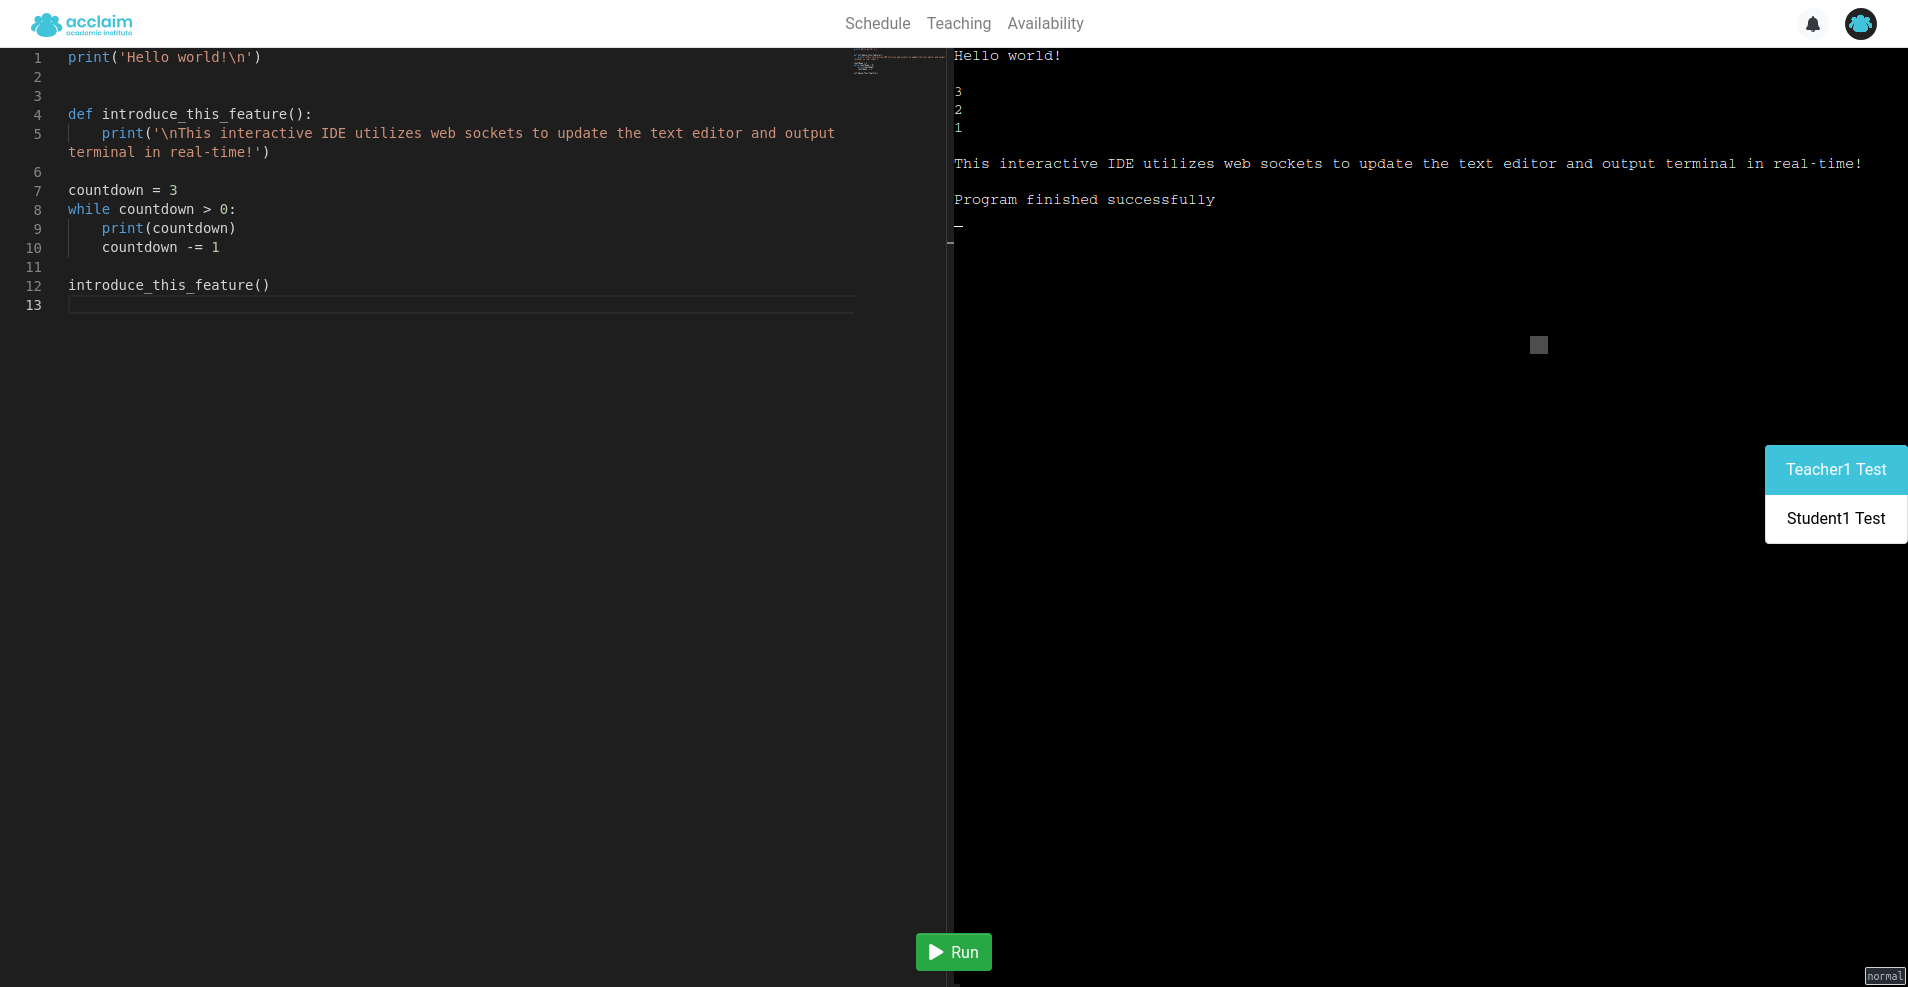 acclaim
academic institute
Schedule Teaching Availability
1 print('Hello world!\n')
2
3
4 def introduce_this_feature():
5 print('\nThis interactive IDE utilizes web sockets to update the text editor and output
terminal in real-time!')
6
7 countdown = 3
8 while countdown > 0:
9 print(countdown)
10 countdown -= 1
11
12 introduce_this_feature()
13
Hello world!
3
2
1
This interactive IDE utilizes web sockets to update the text editor and output terminal in real-time!
Program finished successfully
_
Teacher1 Test
Student1 Test
Run
normal